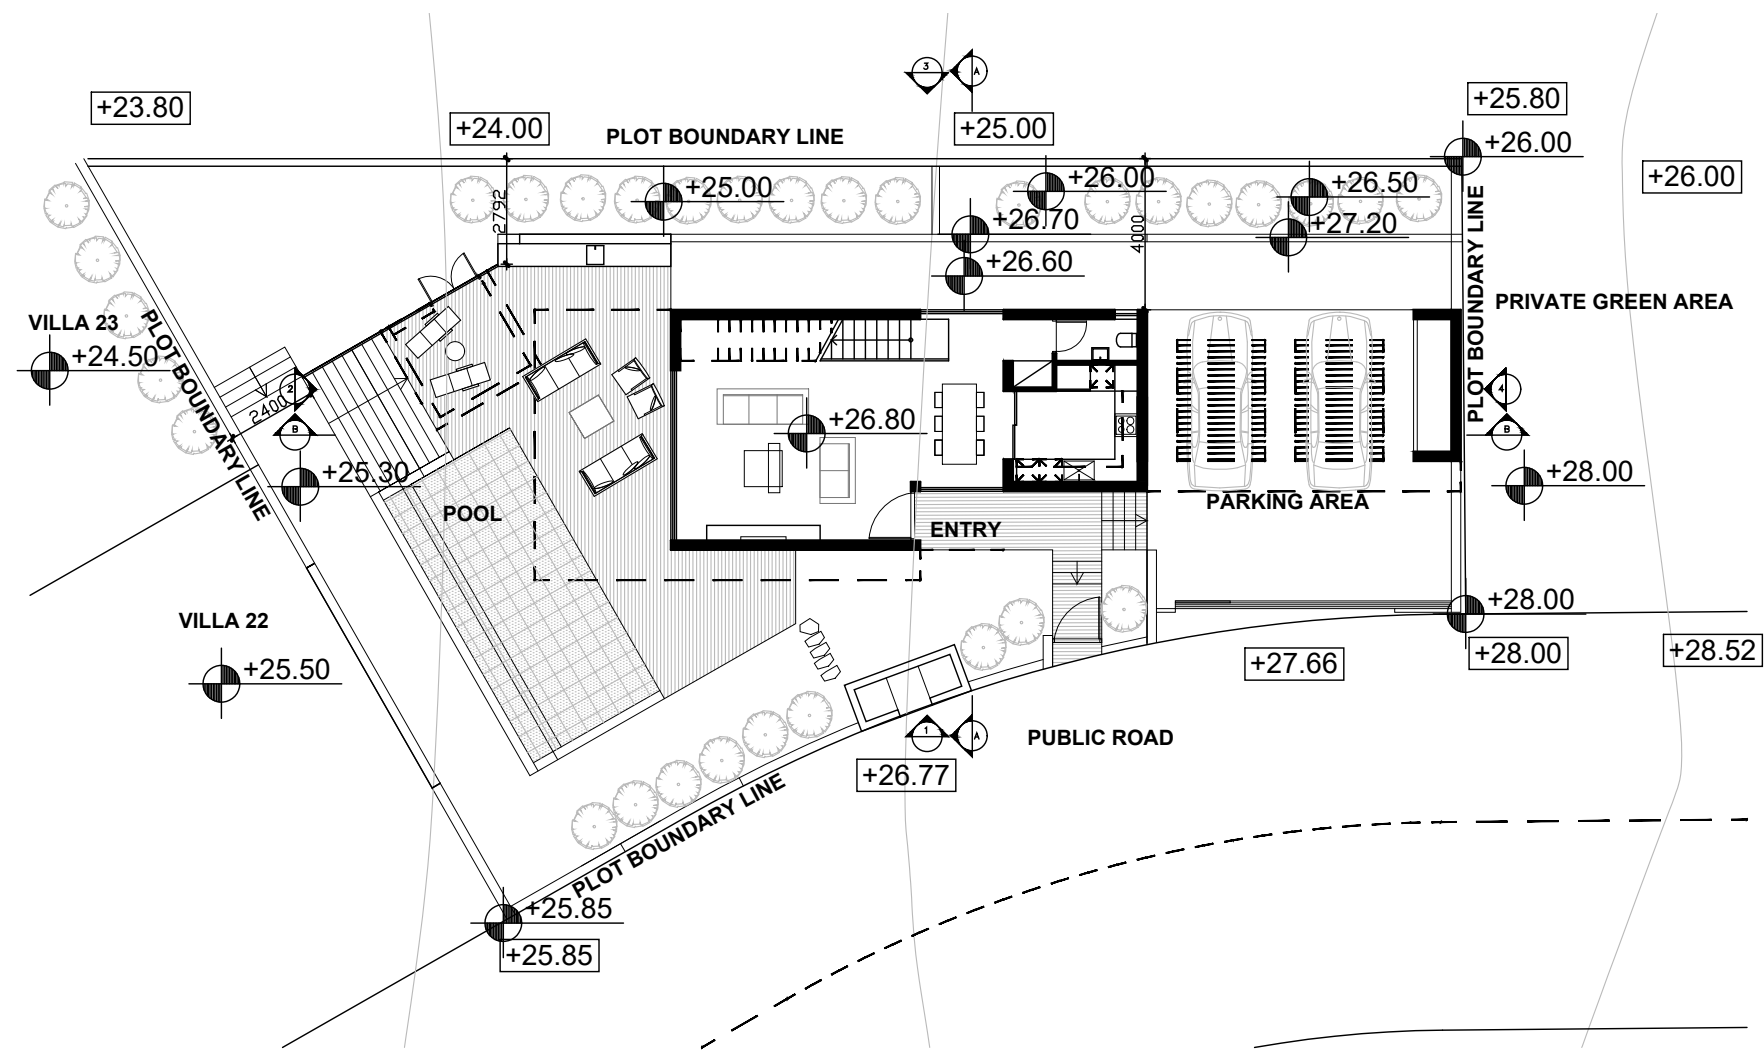 3
A
+25.80
+23.80
+24.00
PLOT BOUNDARY LINE
+25.00
+26.00
+26.00
+25.00
+26.00
+26.50
2792
+26.70
+27.20
4000
+26.60
PLOT BOUNDARY LINE
PRIVATE GREEN AREA
VILLA 23
+24.50
PLOT BOUNDARY LINE
2
2400
B
4
B
+26.80
+25.30
+28.00
POOL
ENTRY
PARKING AREA
+28.00
VILLA 22
+25.50
+27.66
+28.00
+28.52
1
A
PUBLIC ROAD
+26.77
PLOT BOUNDARY LINE
+25.85
+25.85